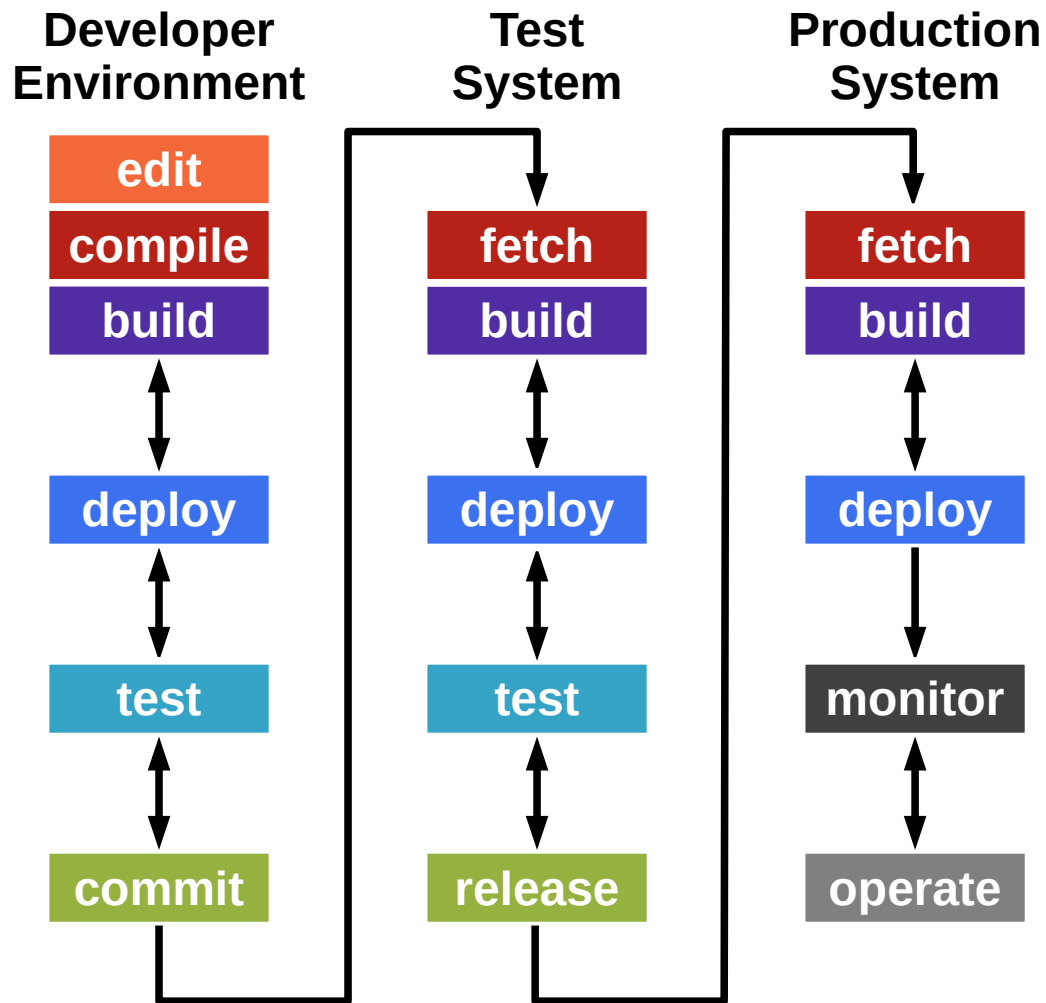 Developer
Environment
edit
compile
build
deploy
test
commit
Test
System
fetch
build
deploy
test
release
Production
System
fetch
build
deploy
monitor
operate